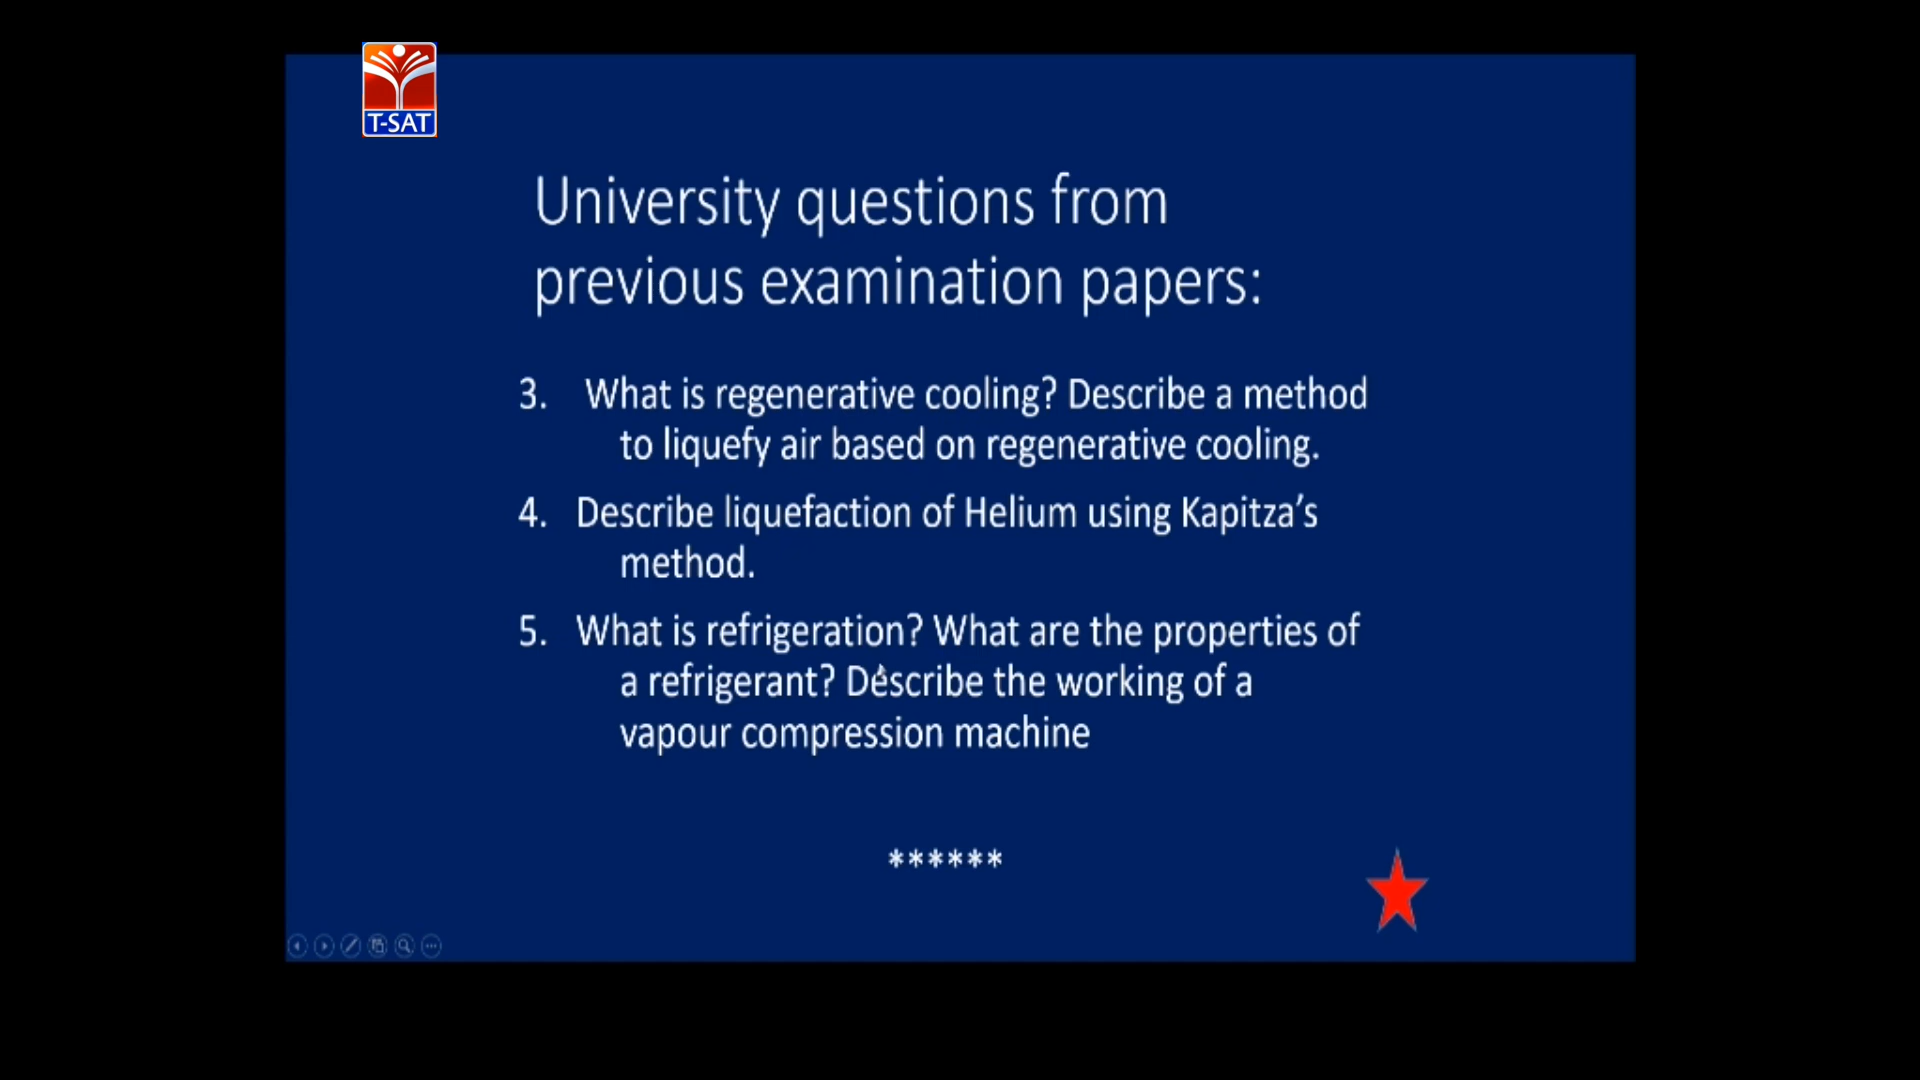 T-SAT
University questions from
previous examination papers:
3. What is regenerative cooling? Describe a method
to liquefy air based on regenerative cooling.
4. Describe liquefaction of Helium using Kapitza’s
method.
5. What is refrigeration? What are the properties of
a refrigerant? Describe the working of a
vapour compression machine
******